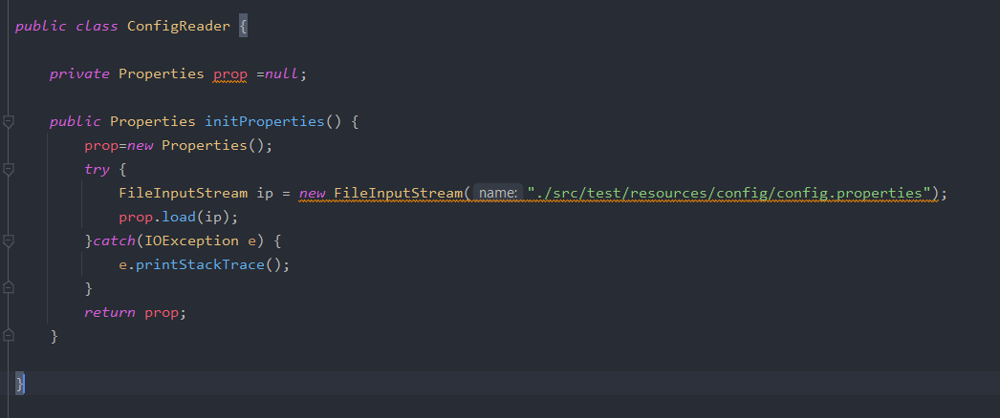 public class ConfigReader {
private Properties prop =null;
public Properties initProperties() {
prop=new Properties();
try {
FileInputStream ip = new FileInputStream( name: "./src/test/resources/config/config.properties");
prop.load(ip);
}catch(IOException e) {
e.printStackTrace();
}
return prop;
}
}